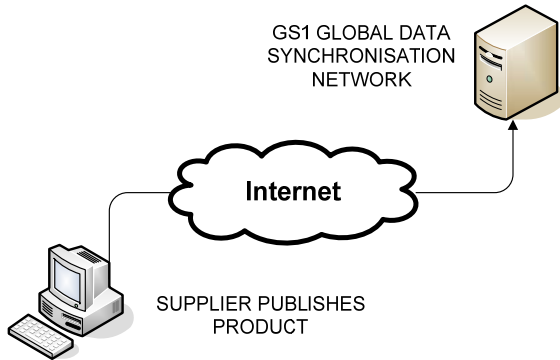 GS1 GLOBAL DATA
SYNCHRONISATION
NETWORK
Internet
SUPPLIER PUBLISHES
PRODUCT